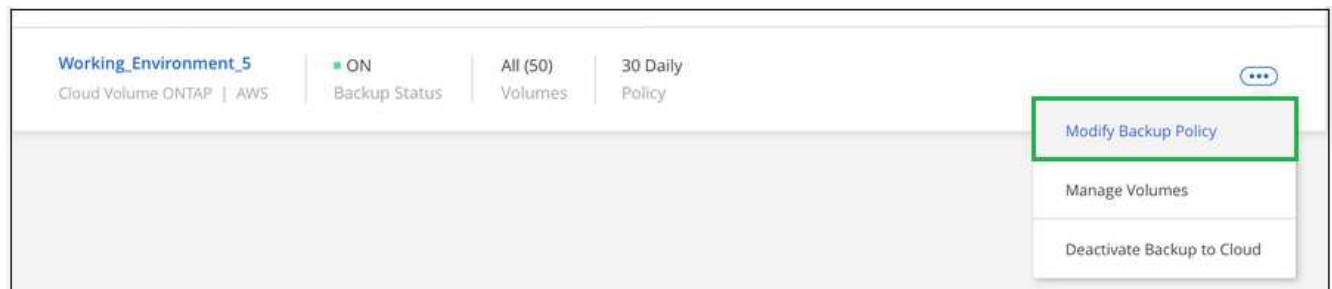 Working_Environment_5
ON
All (50)
30 Daily
Cloud Volume ONTAP | AWS
Backup Status
Volumes
Policy
Modify Backup Policy
Manage Volumes
Deactivate Backup to Cloud